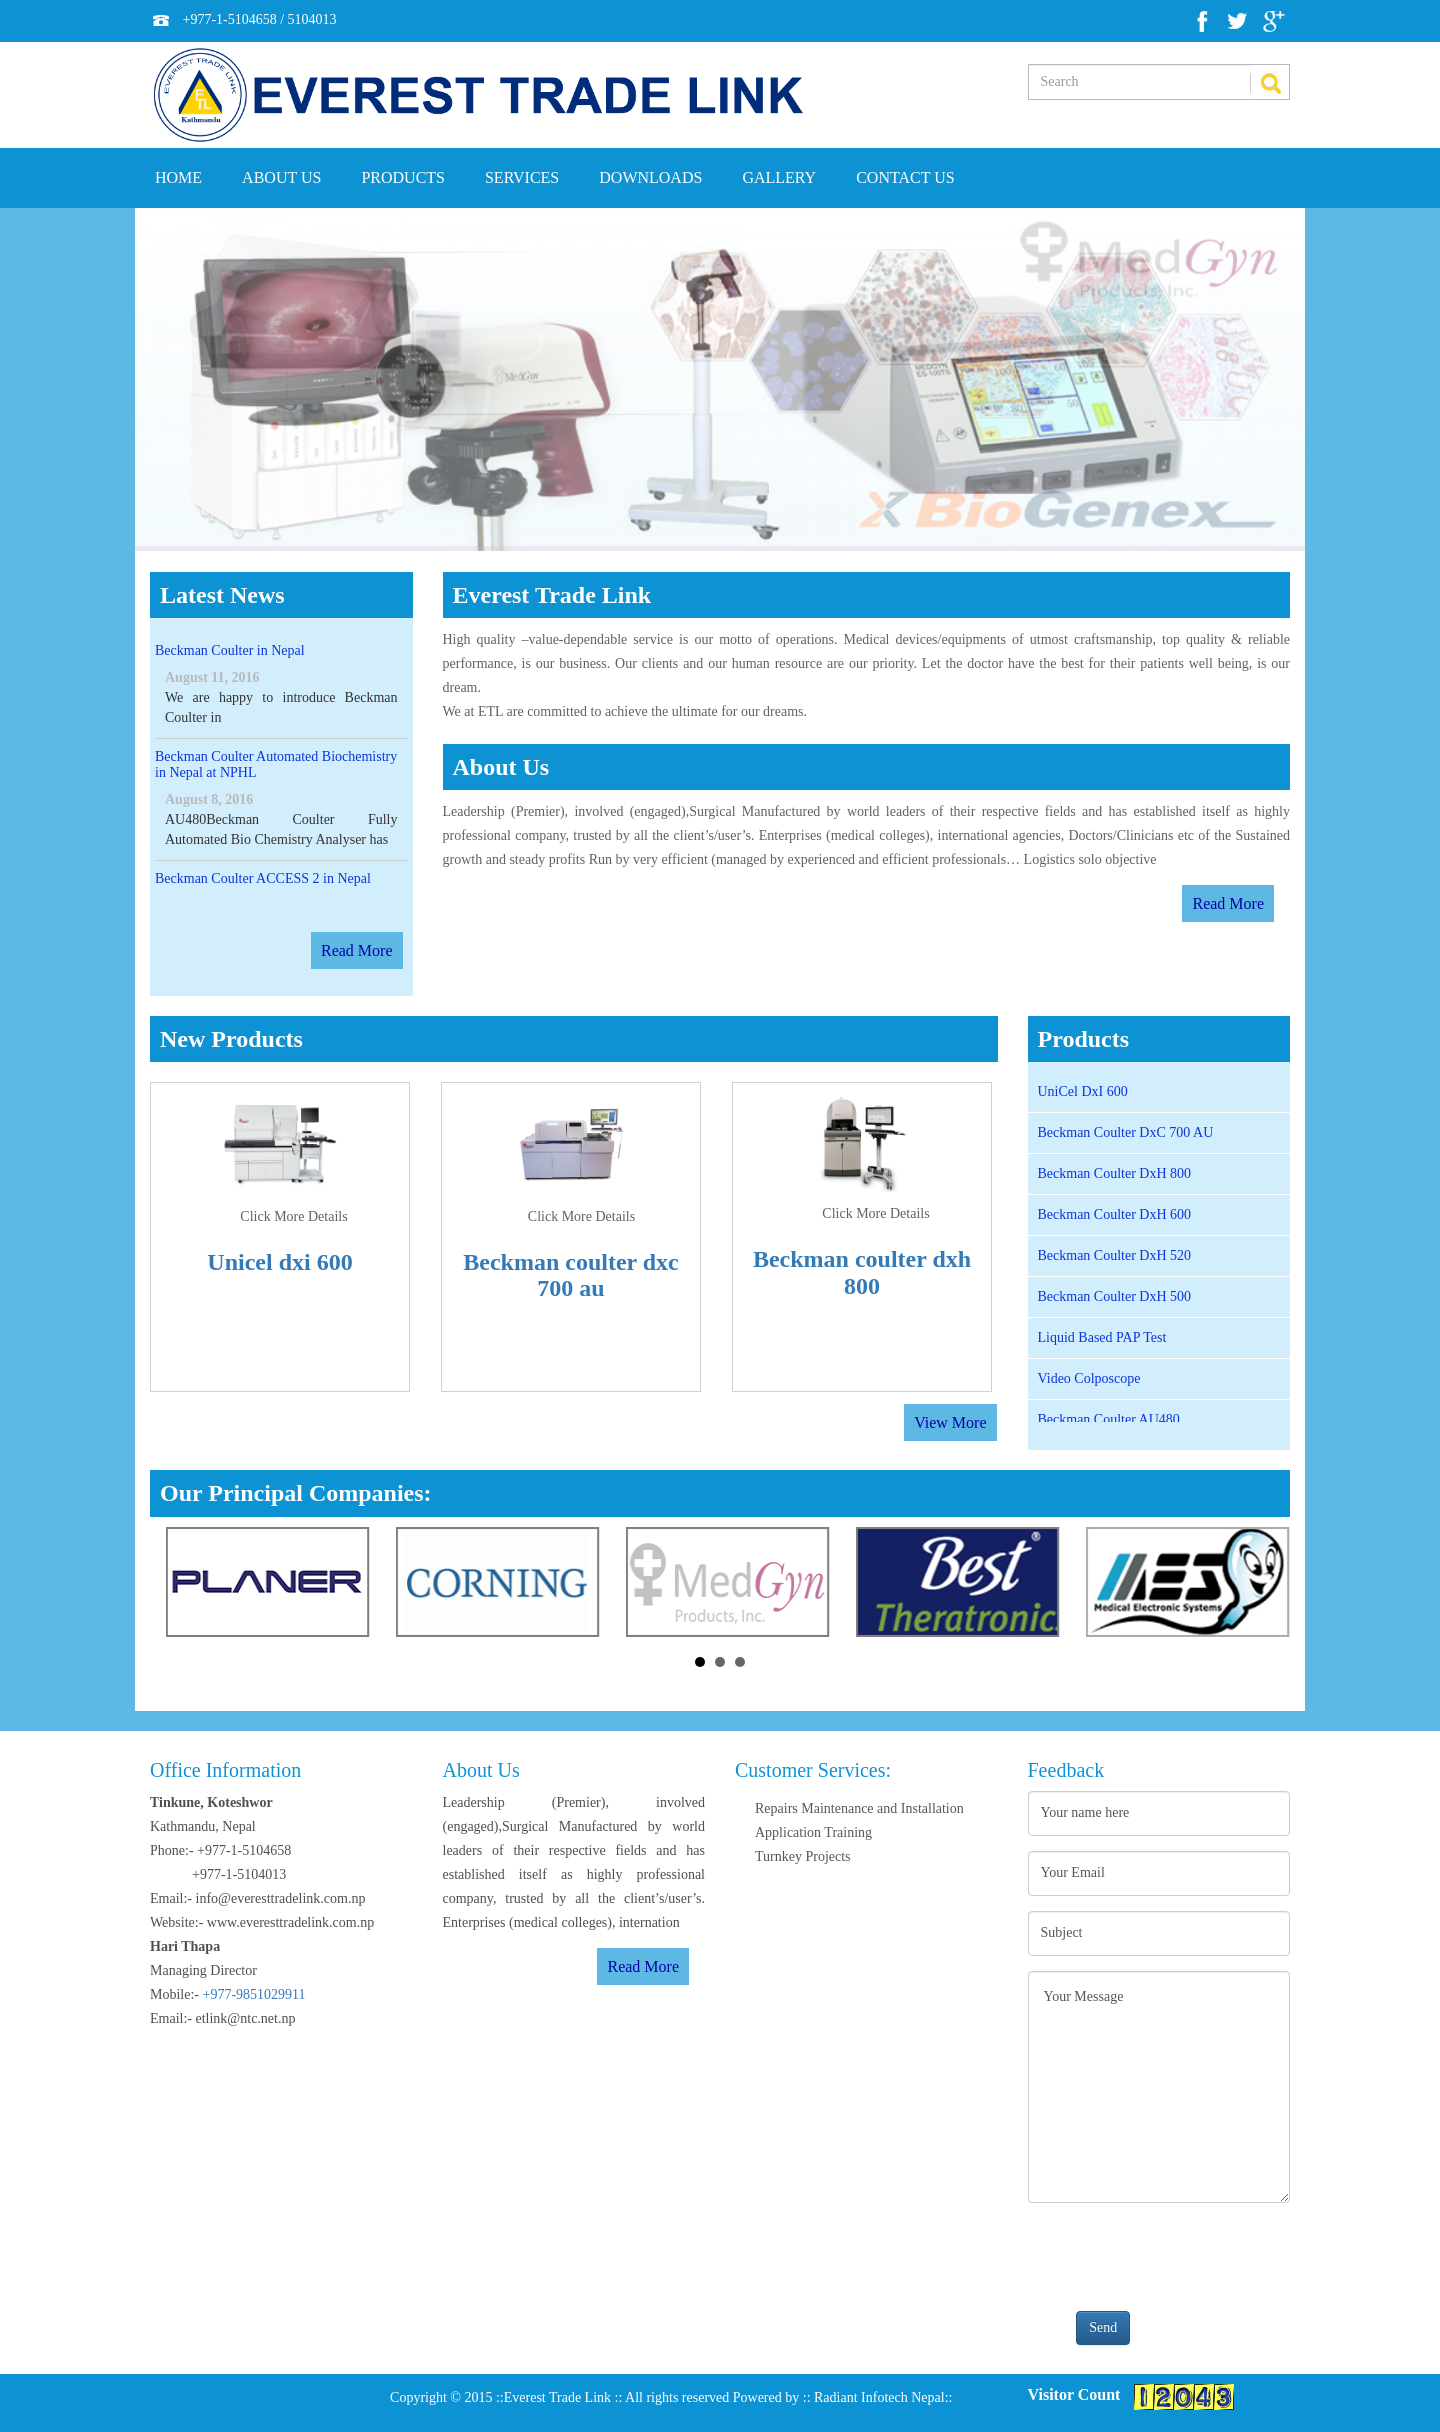 +977-1-5104658 / 5104013
EVEREST TRADE LINK
ETL
Kathmandu
EVEREST TRADE LINK
Search
HOME ABOUT US PRODUCTS SERVICES DOWNLOADS GALLERY CONTACT US
MedGyn
Products, Inc.
MedGyn
MEDGYN
ES-100TS
BioGenex
Latest News
Beckman Coulter in Nepal
August 11, 2016
We are happy to introduce Beckman
Coulter in
Beckman Coulter Automated Biochemistry
in Nepal at NPHL
August 8, 2016
AU480Beckman Coulter Fully
Automated Bio Chemistry Analyser has
Beckman Coulter ACCESS 2 in Nepal
Read More
Everest Trade Link
High quality –value-dependable service is our motto of operations. Medical devices/equipments of utmost craftsmanship, top quality & reliable
performance, is our business. Our clients and our human resource are our priority. Let the doctor have the best for their patients well being, is our
dream.
We at ETL are committed to achieve the ultimate for our dreams.
About Us
Leadership (Premier), involved (engaged),Surgical Manufactured by world leaders of their respective fields and has established itself as highly
professional company, trusted by all the client’s/user’s. Enterprises (medical colleges), international agencies, Doctors/Clinicians etc of the Sustained
growth and steady profits Run by very efficient (managed by experienced and efficient professionals… Logistics solo objective
Read More
New Products
Click More Details
Unicel dxi 600
Click More Details
Beckman coulter dxc
700 au
Click More Details
Beckman coulter dxh
800
View More
Products
UniCel DxI 600
Beckman Coulter DxC 700 AU
Beckman Coulter DxH 800
Beckman Coulter DxH 600
Beckman Coulter DxH 520
Beckman Coulter DxH 500
Liquid Based PAP Test
Video Colposcope
Beckman Coulter AU480
Our Principal Companies:
PLANER
CORNING
MedGyn
Products, Inc.
Best®
Theratronics
MES
Medical Electronic Systems
Office Information
Tinkune, Koteshwor
Kathmandu, Nepal
Phone:- +977-1-5104658
+977-1-5104013
Email:- info@everesttradelink.com.np
Website:- www.everesttradelink.com.np
Hari Thapa
Managing Director
Mobile:- +977-9851029911
Email:- etlink@ntc.net.np
About Us
Leadership (Premier), involved
(engaged),Surgical Manufactured by world
leaders of their respective fields and has
established itself as highly professional
company, trusted by all the client’s/user’s.
Enterprises (medical colleges), internation
Read More
Customer Services:
Repairs Maintenance and Installation
Application Training
Turnkey Projects
Feedback
Your name here
Your Email
Subject
Your Message
Send
Copyright © 2015 ::Everest Trade Link :: All rights reserved Powered by :: Radiant Infotech Nepal::
Visitor Count 12043